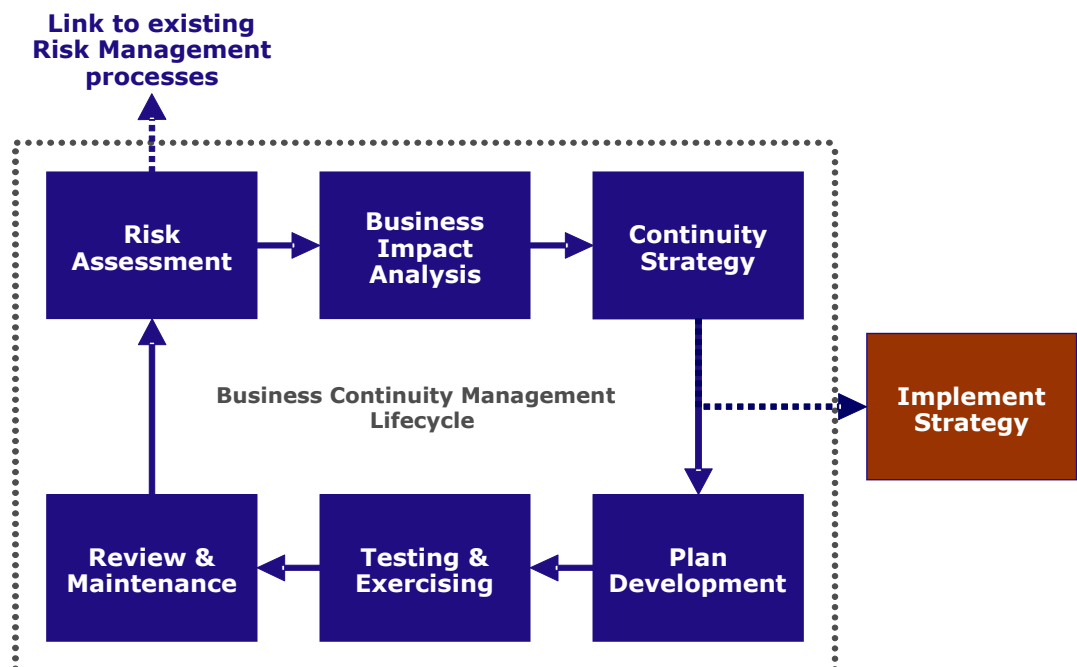 Link to existing
Risk Management
processes
Risk
Assessment
Business
Impact
Analysis
Continuity
Strategy
Business Continuity Management
Lifecycle
Implement
Strategy
Review &
Maintenance
Testing &
Exercising
Plan
Development